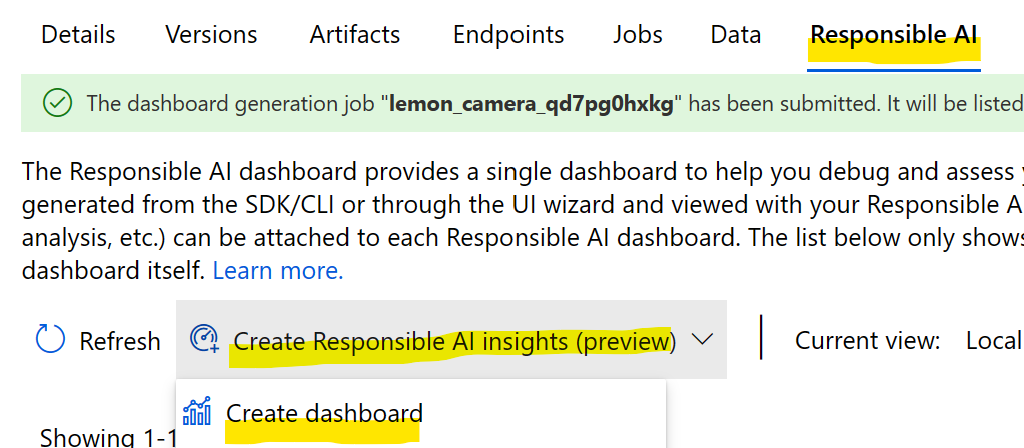 Details Versions Artifacts Endpoints Jobs Data Responsible AI
The dashboard generation job "lemon_camera_qd7pg0hxkg" has been submitted. It will be listed
The Responsible AI dashboard provides a single dashboard to help you debug and assess
generated from the SDK/CLI or through the UI wizard and viewed with your Responsible A
analysis, etc.) can be attached to each Responsible AI dashboard. The list below only shows
dashboard itself. Learn more.
Refresh Create Responsible AI insights (preview) Current view: Local
Create dashboard
Showing 1-1